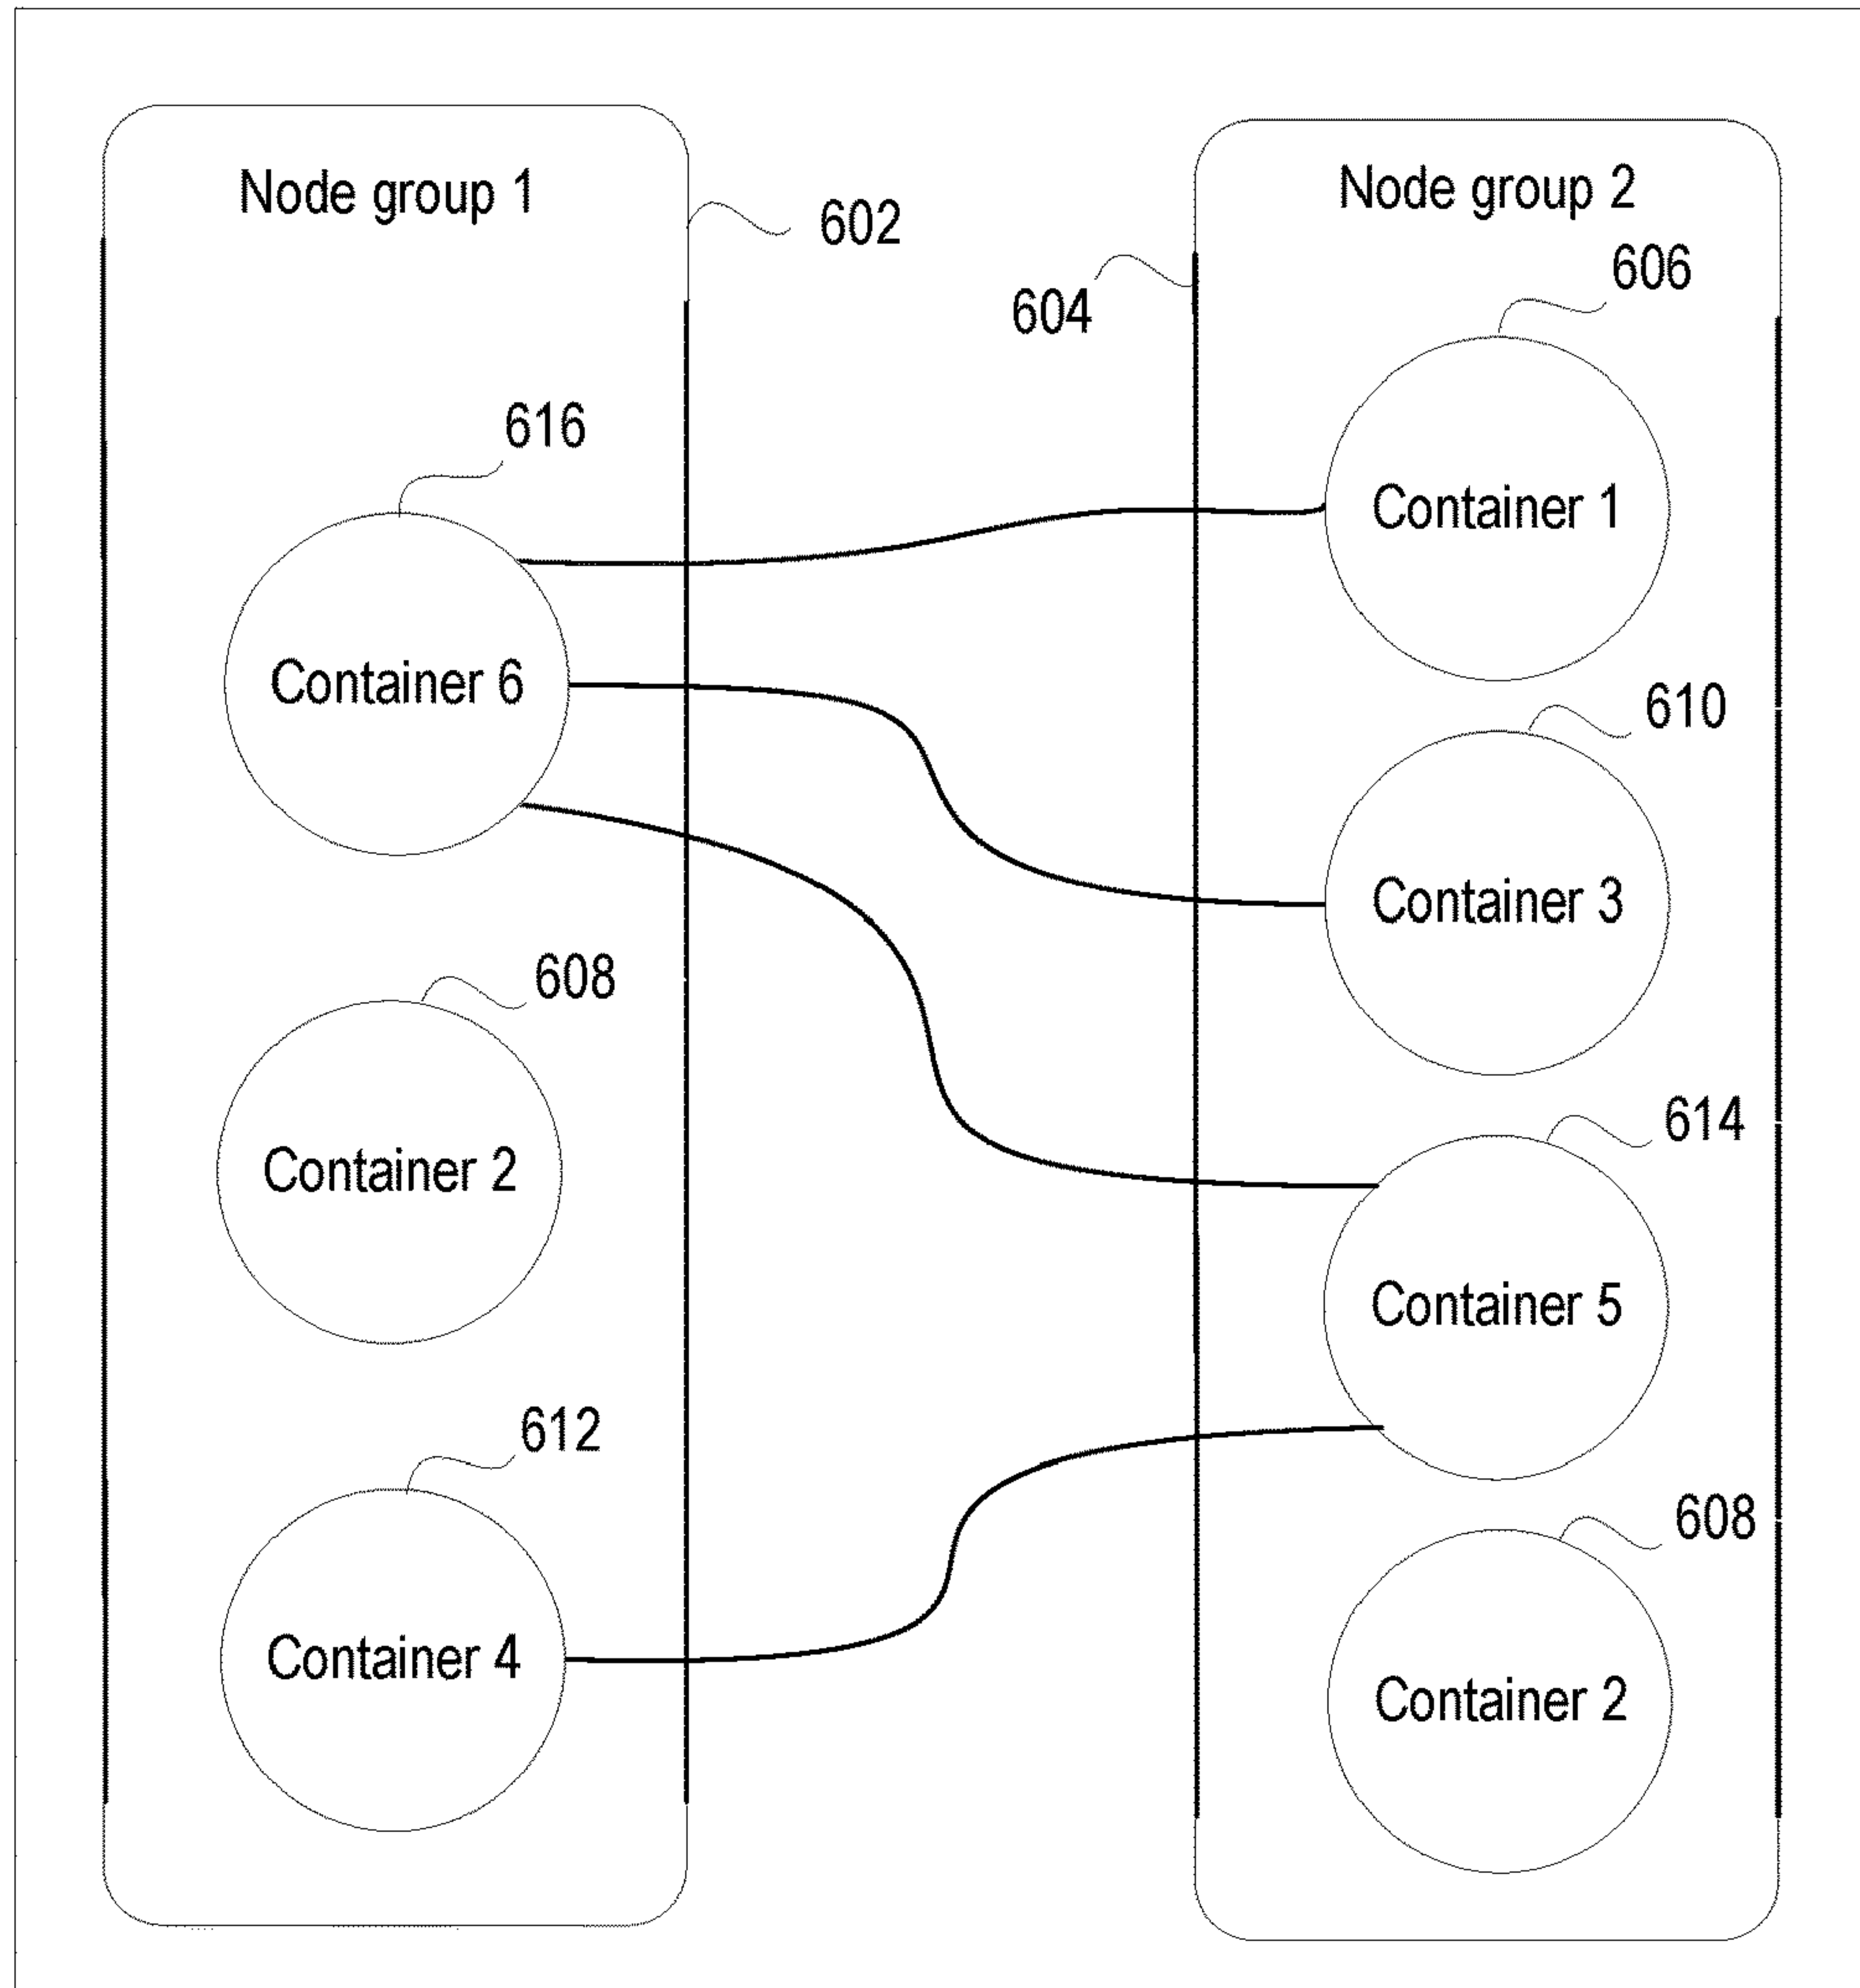 Node group 1
602
616
Container 6
608
Container 2
612
Container 4
Node group 2
604
606
Container 1
610
Container 3
614
Container 5
608
Container 2